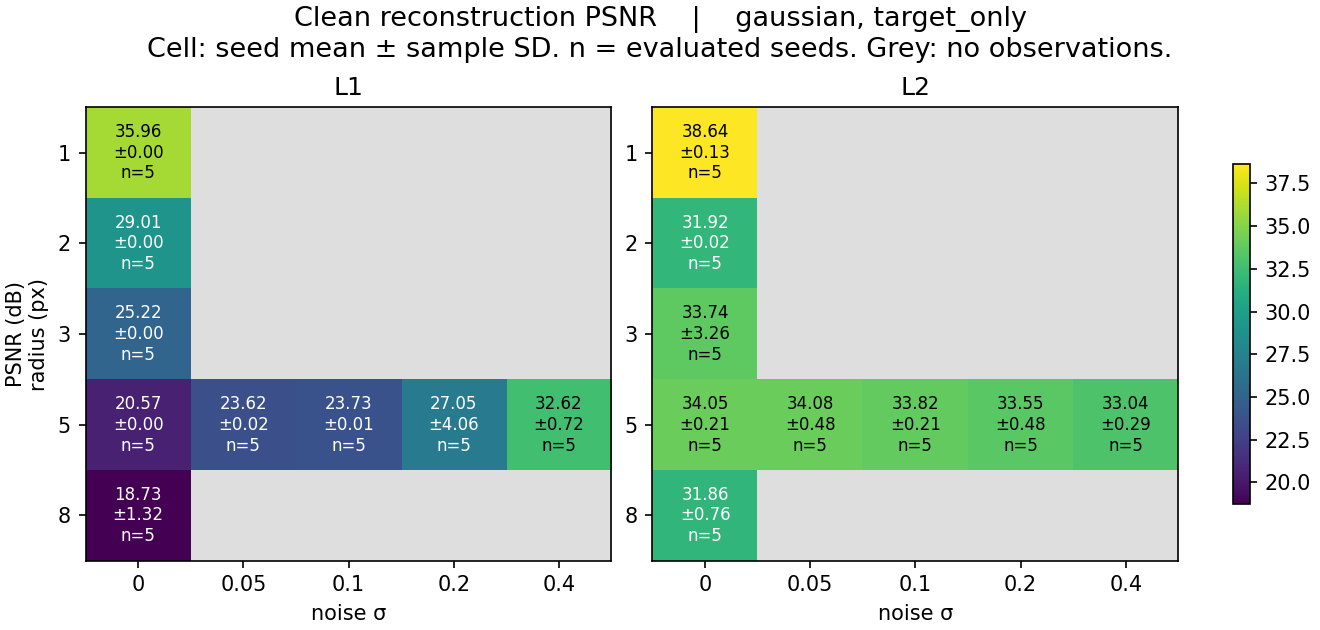 Clean reconstruction PSNR | gaussian, target_only
Cell: seed mean ± sample SD. n = evaluated seeds. Grey: no observations.
L1
L2
PSNR (dB)
radius (px)
1
35.96
±0.00
n=5
2
29.01
±0.00
n=5
3
25.22
±0.00
n=5
5
20.57
±0.00
n=5
23.62
±0.02
n=5
23.73
±0.01
n=5
27.05
±4.06
n=5
32.62
±0.72
n=5
8
18.73
±1.32
n=5
0
0.05
0.1
0.2
0.4
noise σ
1
38.64
±0.13
n=5
2
31.92
±0.02
n=5
3
33.74
±3.26
n=5
5
34.05
±0.21
n=5
34.08
±0.48
n=5
33.82
±0.21
n=5
33.55
±0.48
n=5
33.04
±0.29
n=5
8
31.86
±0.76
n=5
0
0.05
0.1
0.2
0.4
noise σ
37.5
35.0
32.5
30.0
27.5
25.0
22.5
20.0